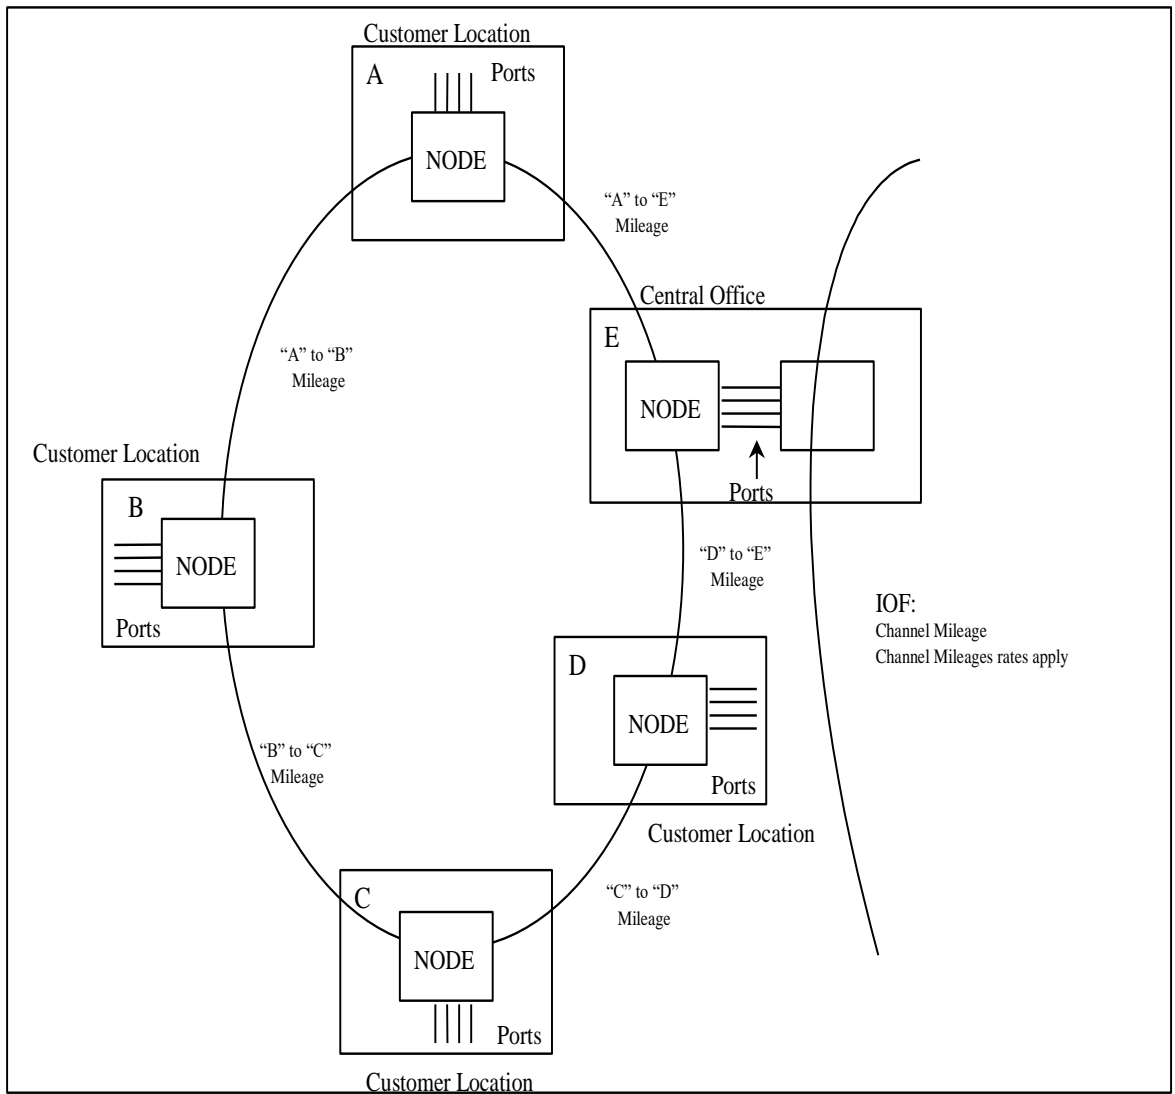 Customer Location
A
Ports
NODE
“A” to “E”
Mileage
Central Office
E
NODE
Ports
“A” to “B”
Mileage
Customer Location
B
NODE
Ports
“D” to “E”
Mileage
IOF:
Channel Mileage
Channel Mileages rates apply
D
NODE
Ports
Customer Location
“B” to “C”
Mileage
“C” to “D”
Mileage
C
NODE
Ports
Customer Location